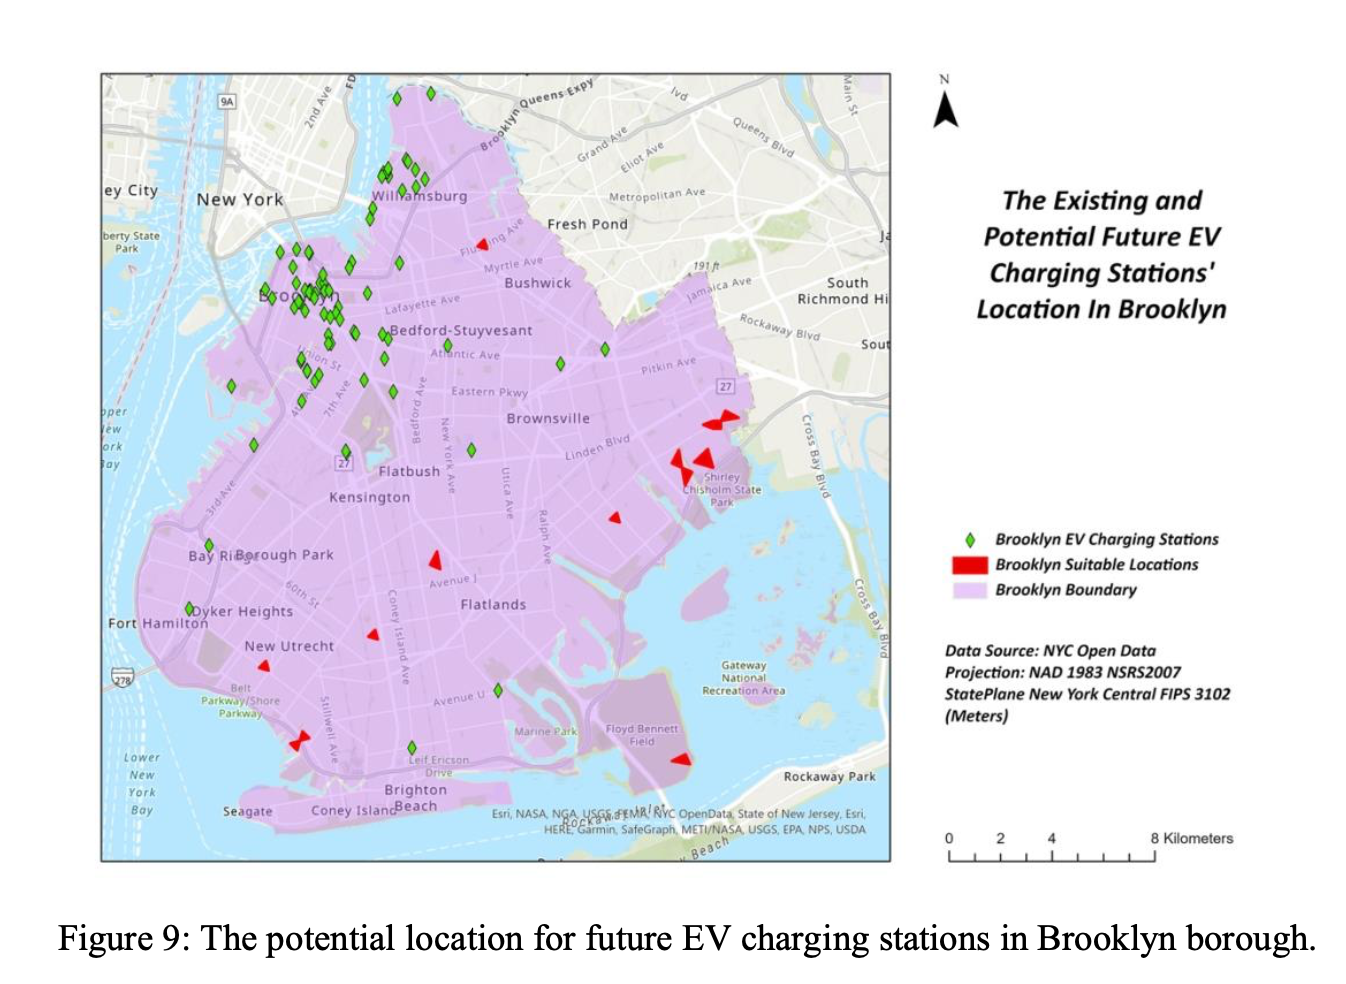 9A
2nd Ave
FD
Brooklyn Queens Expy
lvd
Main St
Queens Blvd
Grand Ave
Eliot Ave
ey City
New York
Williamsburg
Metropolitan Ave
Fresh Pond
berty State
Park
Flushing Ave
Ja
Myrtle Ave
191 ft
Bushwick
Jamaica Ave
South
Richmond Hi
Brooklyn
Lafayette Ave
Rockaway Blvd
Bedford-Stuyvesant
Sout
Union St
Atlantic Ave
Pitkin Ave
27
4th
7th Ave
Bedford Ave
Eastern Pkwy
pper
New
ork
Bay
Brownsville
New York Ave
Linden Blvd
Cross Bay Blvd
27
Flatbush
Kensington
Utica Ave
Shirley
Chisholm State
Park
3rd Ave
Ralph Ave
Bay Ridge
Borough Park
60th St
Avenue J
Coney Island Ave
Cross Bay Blvd
Dyker Heights
Flatlands
Fort Hamilton
New Utrecht
278
Gateway
National
Recreation Area
Belt
Parkway/Shore
Parkway
Stillwell Ave
Avenue U
Marine Park
Floyd Bennett
Field
Lower
New
York
Bay
Leif Ericson
Drive
Rockaway Park
Brighton
Beach
Seagate
Coney Island
Rockaway Inlet
Esri, NASA, NGA, USGS, FEMA, NYC OpenData, State of New Jersey, Esri,
HERE, Garmin, SafeGraph, METI/NASA, USGS, EPA, NPS, USDA
y Beach
N
The Existing and
Potential Future EV
Charging Stations'
Location In Brooklyn
Brooklyn EV Charging Stations
Brooklyn Suitable Locations
Brooklyn Boundary
Data Source: NYC Open Data
Projection: NAD 1983 NSRS2007
StatePlane New York Central FIPS 3102
(Meters)
0 2 4 8 Kilometers
Figure 9: The potential location for future EV charging stations in Brooklyn borough.